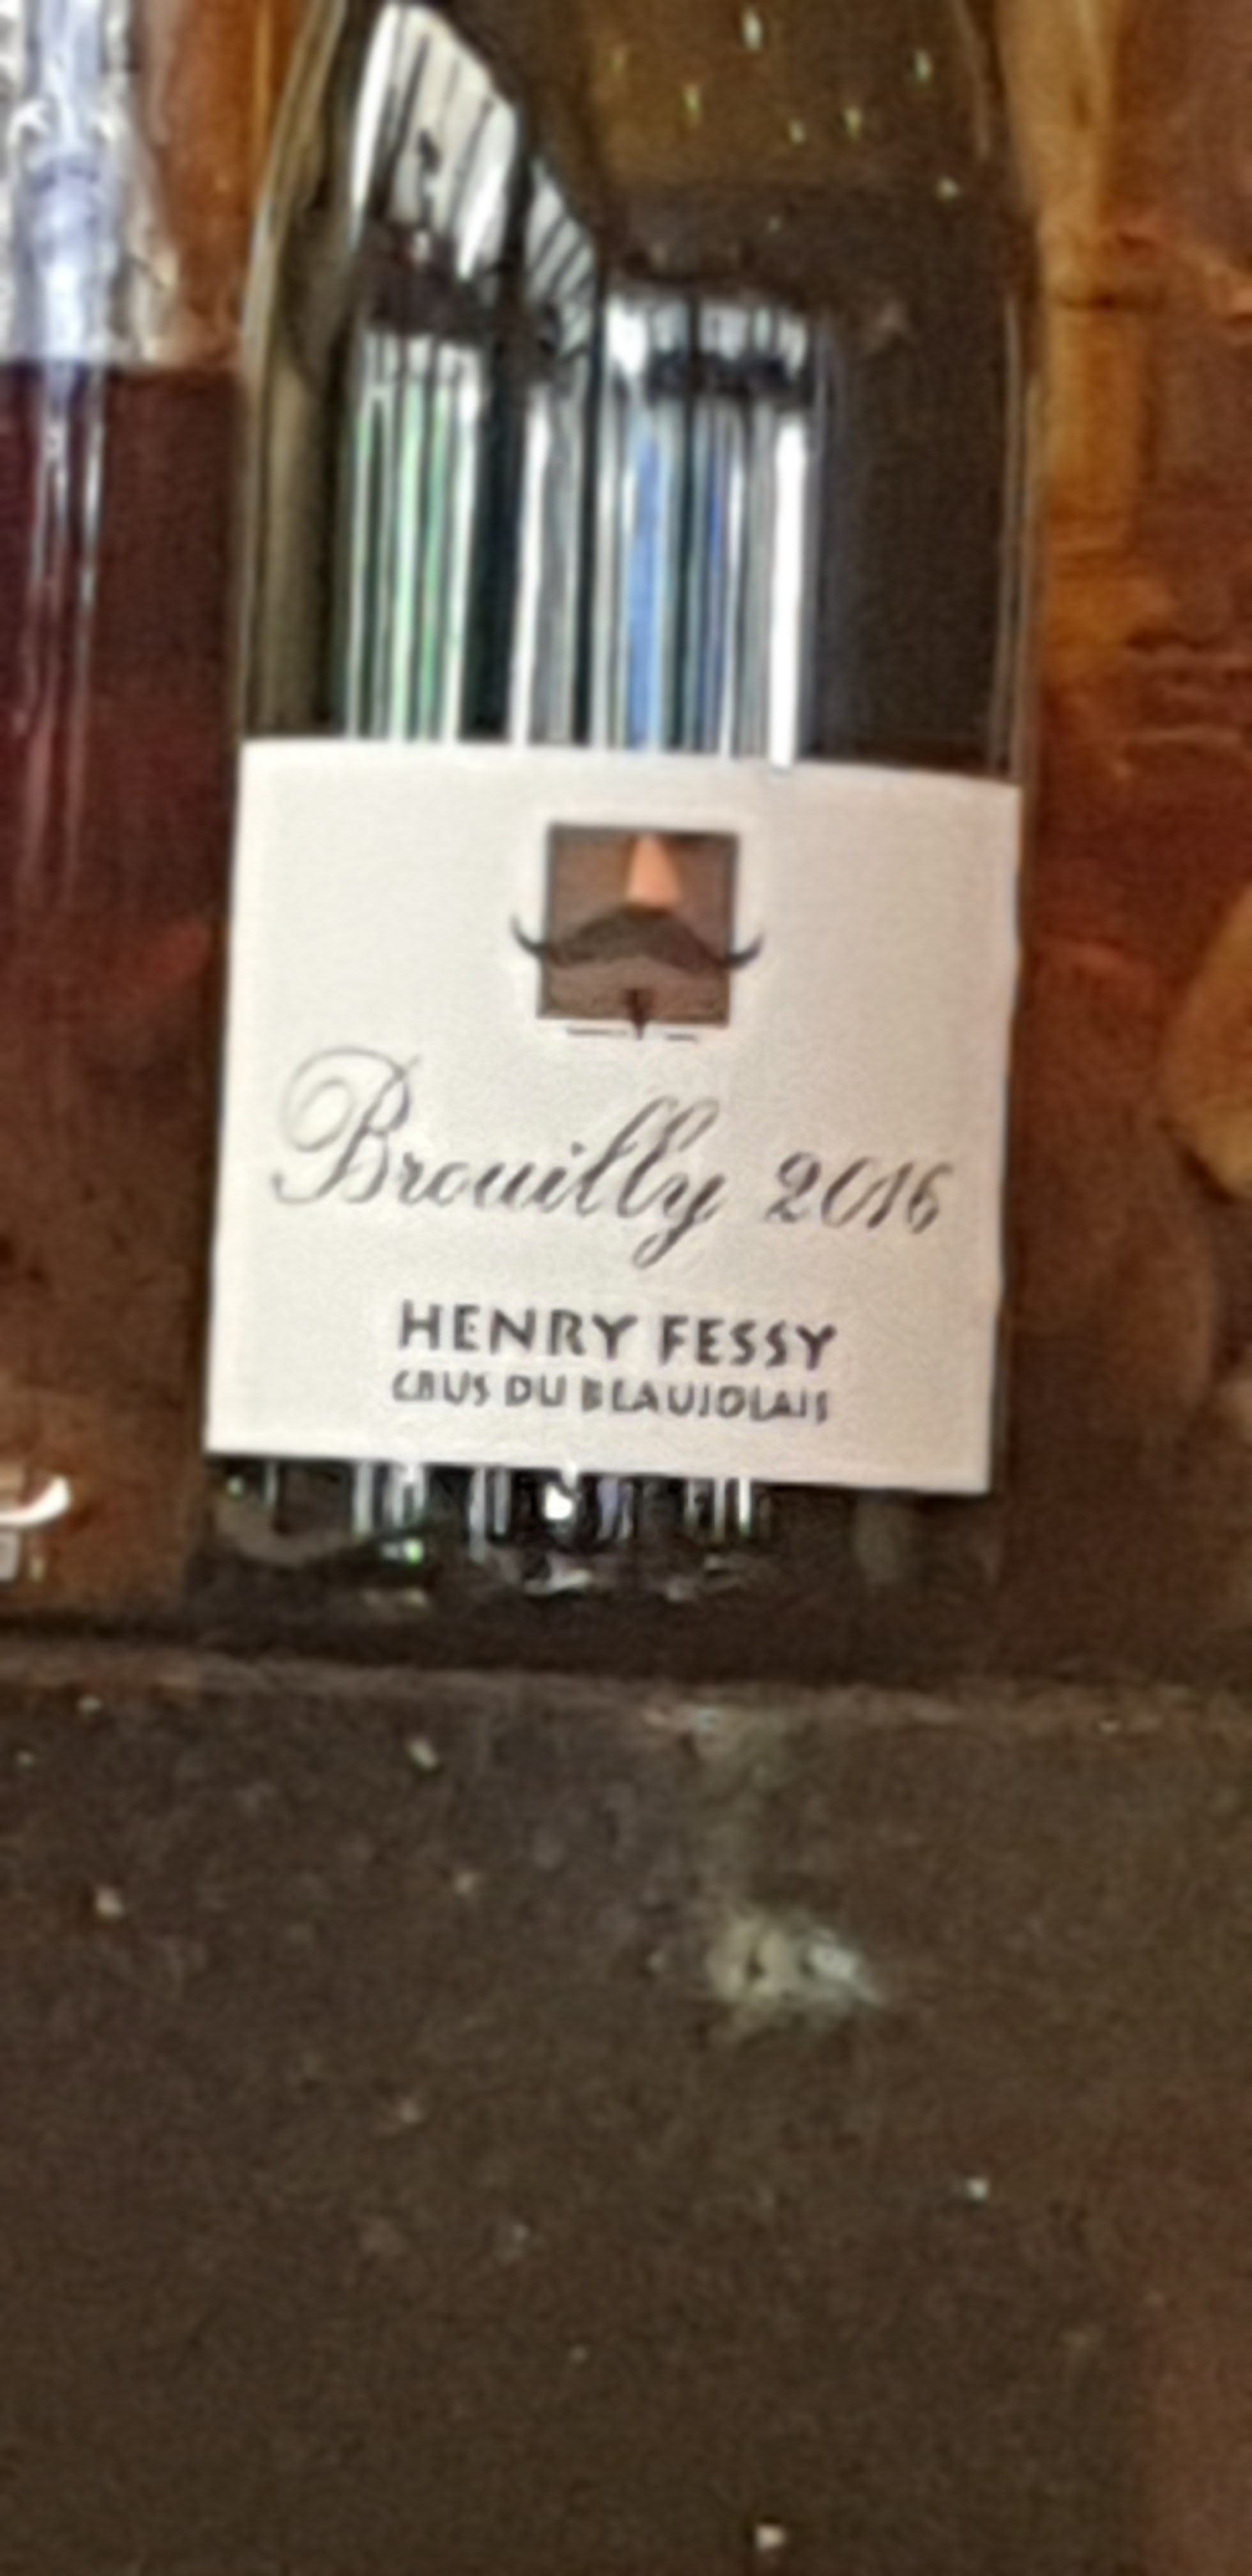 Brouilly 2016
HENRY FESSY
CRUS DU BEAUJOLAIS